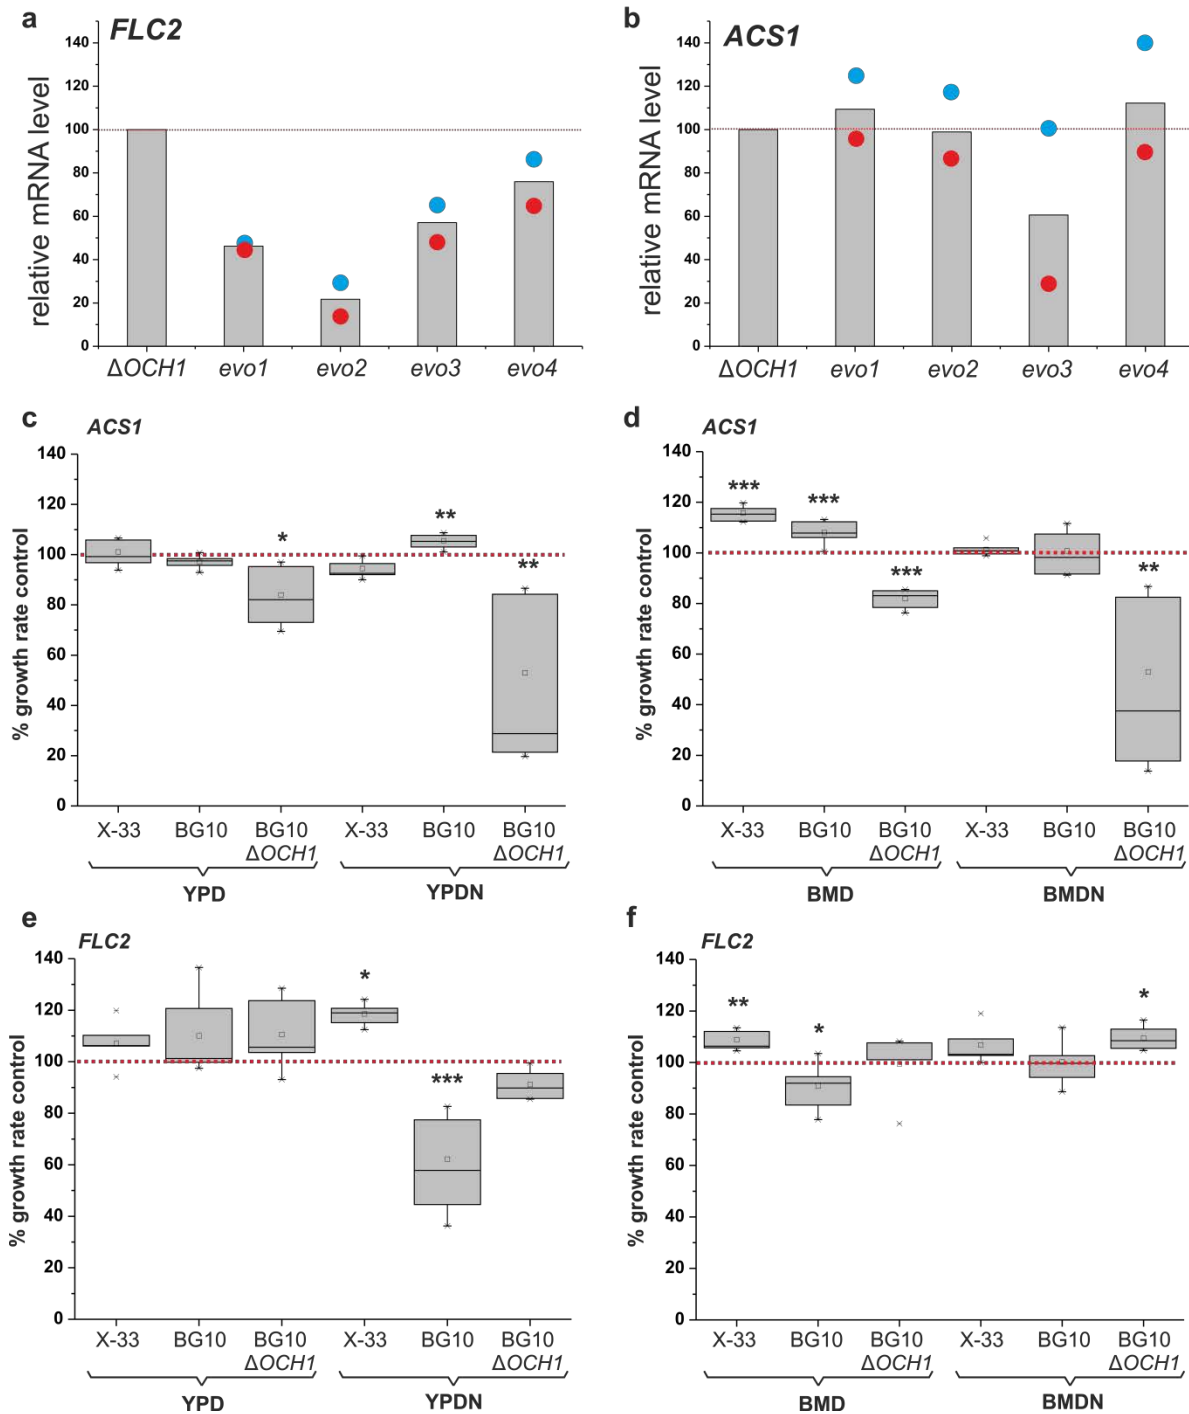 a
FLC2
relative mRNA level
140
120
100
80
60
40
20
0
ΔOCH1 evo1 evo2 evo3 evo4
b
ACS1
relative mRNA level
140
120
100
80
60
40
20
0
ΔOCH1 evo1 evo2 evo3 evo4
c
ACS1
% growth rate control
140
120
100
80
60
40
20
0
* ** **
X-33 BG10 BG10 X-33 BG10 BG10
ΔOCH1 ΔOCH1
YPD YPDN
d
ACS1
% growth rate control
140
120
100
80
60
40
20
0
*** *** *** **
X-33 BG10 BG10 X-33 BG10 BG10
ΔOCH1 ΔOCH1
BMD BMDN
e
FLC2
% growth rate control
140
120
100
80
60
40
20
0
* ***
X-33 BG10 BG10 X-33 BG10 BG10
ΔOCH1 ΔOCH1
YPD YPDN
f
FLC2
% growth rate control
140
120
100
80
60
40
20
0
** * *
X-33 BG10 BG10 X-33 BG10 BG10
ΔOCH1 ΔOCH1
BMD BMDN